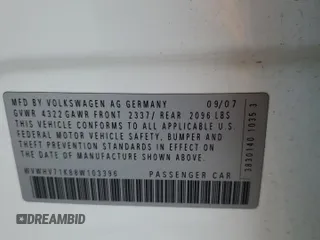 MFD BY VOLKSWAGEN AG GERMANY 09/07
GVWR 4322 GAWR FRONT 2337/ REAR 2096 LBS
THIS VEHICLE CONFORMS TO ALL APPLICABLE U S
FEDERAL MOTOR VEHICLE SAFETY, BUMPER, AND
THEFT PREVENTION STANDARDS IN EFFECT ON
THE DATE OF MANUFACTURE SHOWN ABOVE
PASSENGER CAR
DREAMBID
DREAMBID